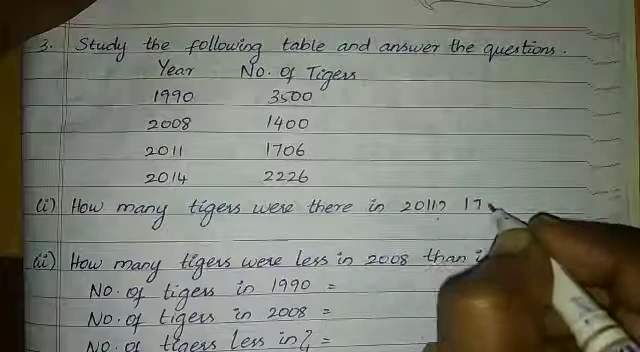 3. Study the following table and answer the questions.
Year No. of Tigers
1990 3500
2008 1400
2011 1706
2014 2226
(i) How many tigers were there in 2011? 17
(ii) How many tigers were less in 2008 than
No. of tigers in 1990 =
No. of tigers in 2008 =
No. of tigers less in} =